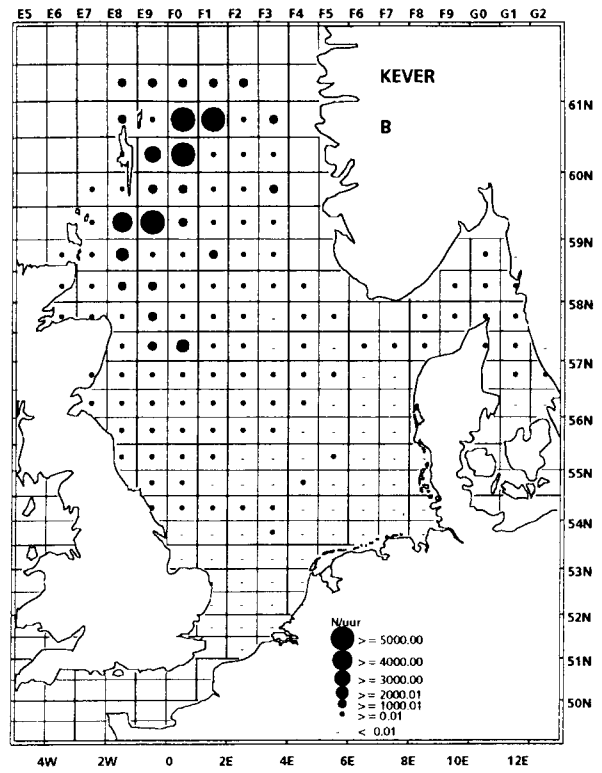 E5 E6 E7 E8 E9 F0 F1 F2 F3 F4 F5 F6 F7 F8 F9 G0 G1 G2
KEVER
B
61N
60N
59N
58N
57N
56N
55N
54N
53N
52N
51N
50N
N/uur
>= 5000.00
>= 4000.00
>= 3000.00
>= 2000.01
>= 1000.01
>= 0.01
< 0.01
4W 2W 0 2E 4E 6E 8E 10E 12E